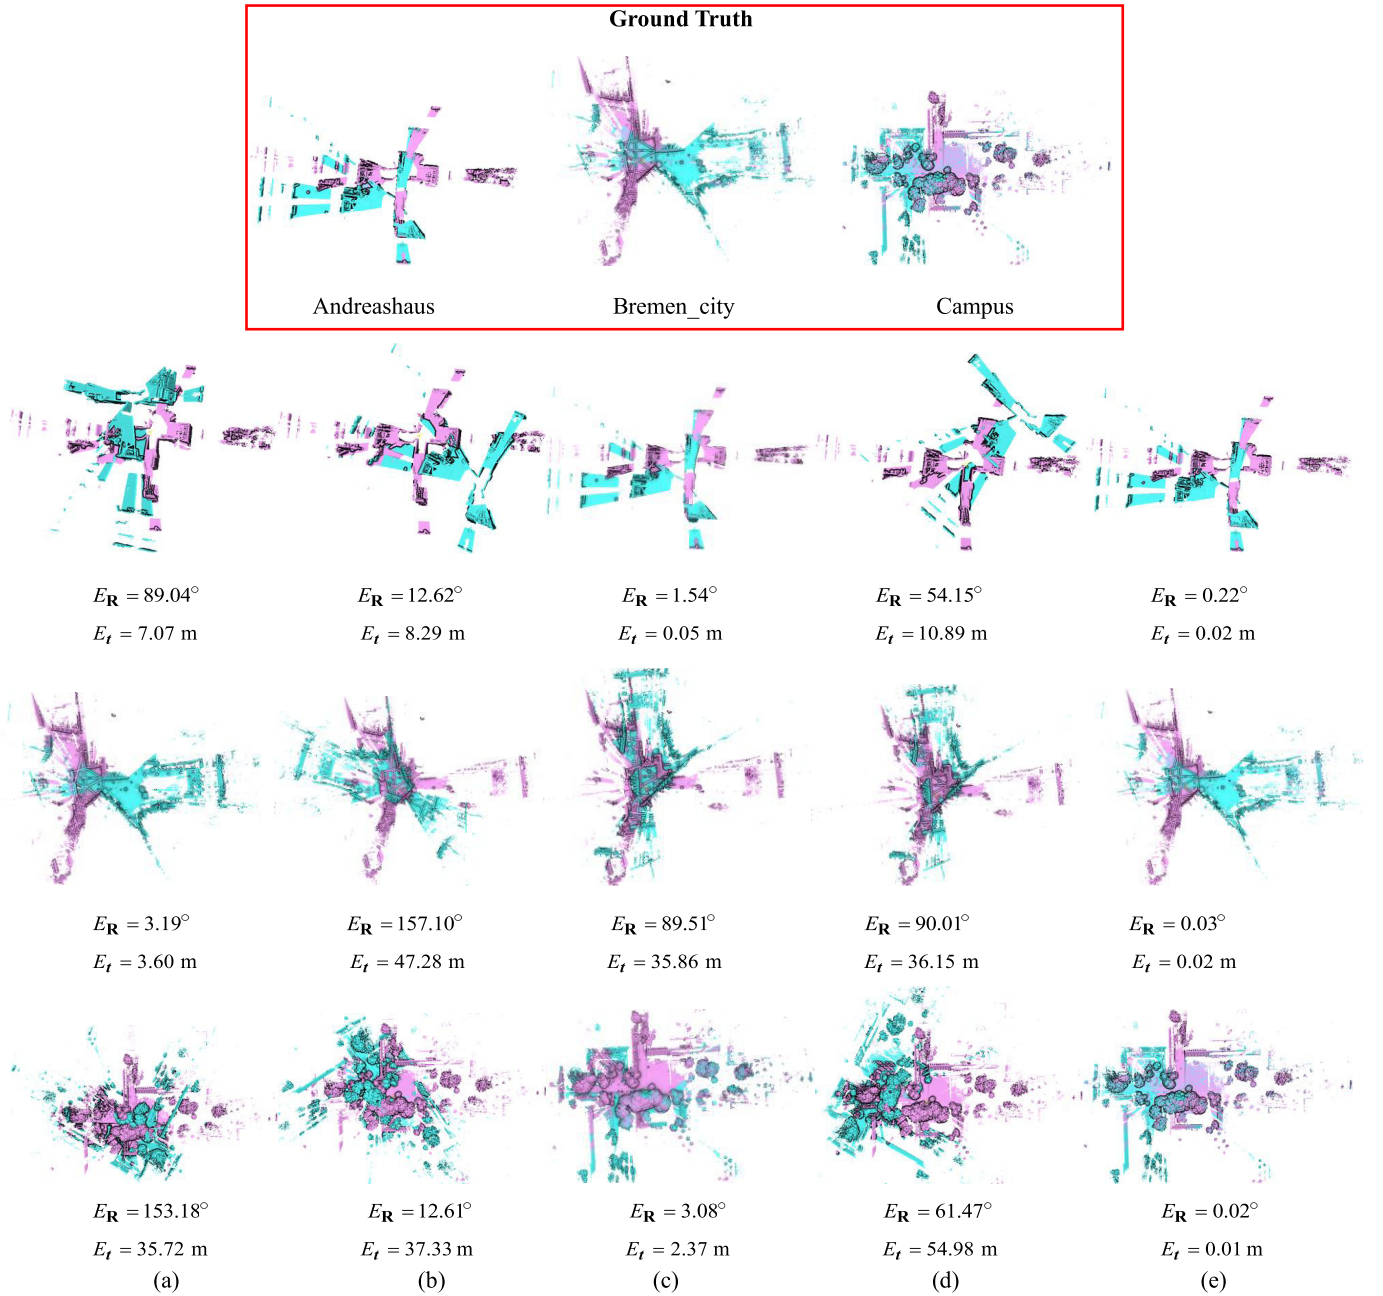 Ground Truth
Andreashaus Bremen_city Campus
E_R = 89.04° E_R = 12.62° E_R = 1.54° E_R = 54.15° E_R = 0.22°
E_t = 7.07 m E_t = 8.29 m E_t = 0.05 m E_t = 10.89 m E_t = 0.02 m
E_R = 3.19° E_R = 157.10° E_R = 89.51° E_R = 90.01° E_R = 0.03°
E_t = 3.60 m E_t = 47.28 m E_t = 35.86 m E_t = 36.15 m E_t = 0.02 m
E_R = 153.18° E_R = 12.61° E_R = 3.08° E_R = 61.47° E_R = 0.02°
E_t = 35.72 m E_t = 37.33 m E_t = 2.37 m E_t = 54.98 m E_t = 0.01 m
(a) (b) (c) (d) (e)